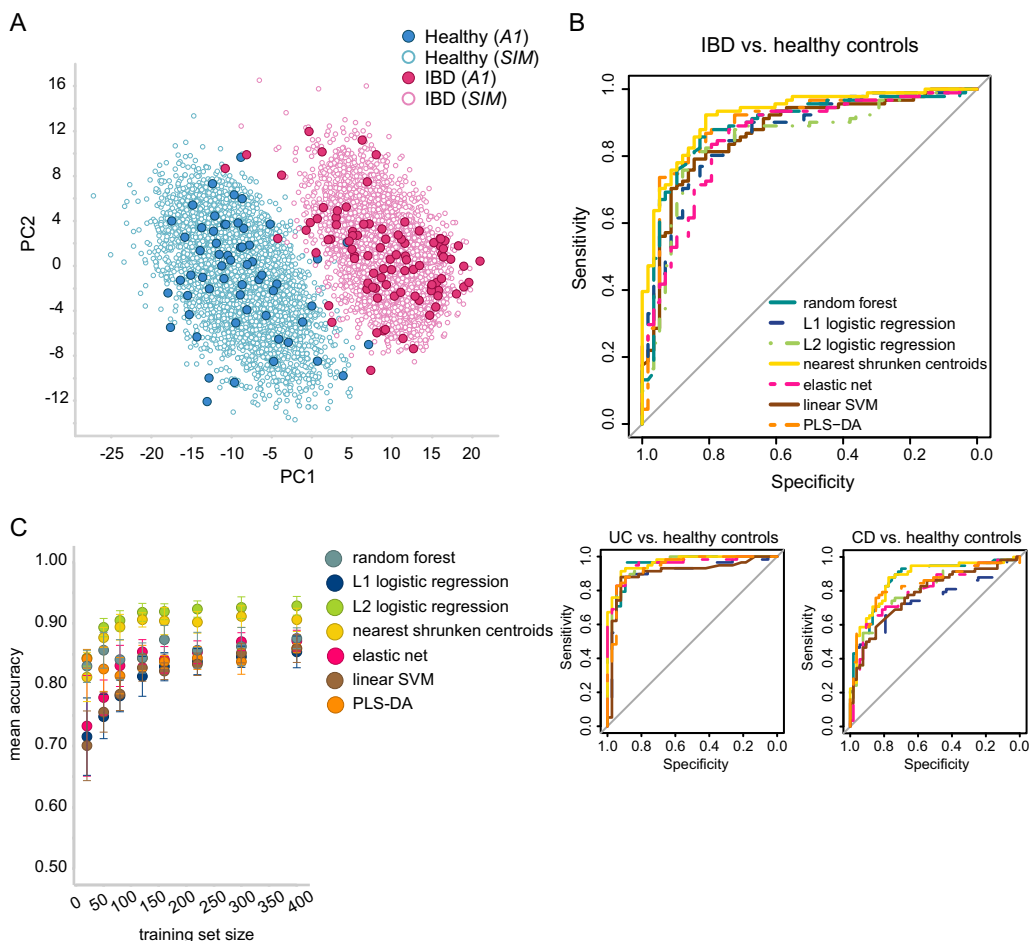 A
Healthy (A1)
Healthy (SIM)
IBD (A1)
IBD (SIM)
PC2
16
12
8
4
0
-4
-8
-12
-25 -20 -15 -10 -5 0 5 10 15 20
PC1
B
IBD vs. healthy controls
Sensitivity
1.0
0.8
0.6
0.4
0.2
0.0
random forest
L1 logistic regression
L2 logistic regression
nearest shrunken centroids
elastic net
linear SVM
PLS-DA
1.0 0.8 0.6 0.4 0.2 0.0
Specificity
C
mean accuracy
1.00
0.90
0.80
0.70
0.60
0.50
0 50 100 150 200 250 300 350 400
training set size
random forest
L1 logistic regression
L2 logistic regression
nearest shrunken centroids
elastic net
linear SVM
PLS-DA
UC vs. healthy controls
Sensitivity
1.0
0.8
0.6
0.4
0.2
0.0
1.0 0.8 0.6 0.4 0.2 0.0
Specificity
CD vs. healthy controls
Sensitivity
1.0
0.8
0.6
0.4
0.2
0.0
1.0 0.8 0.6 0.4 0.2 0.0
Specificity